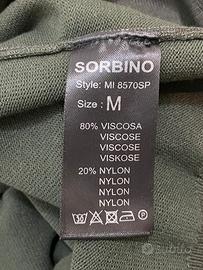 SORBINO
Style: MI 8570SP
Size: M
80% VISCOSA
VISCOSE
VISCOSE
VISKOSE
20% NYLON
NYLON
NYLON
NYLON
subito